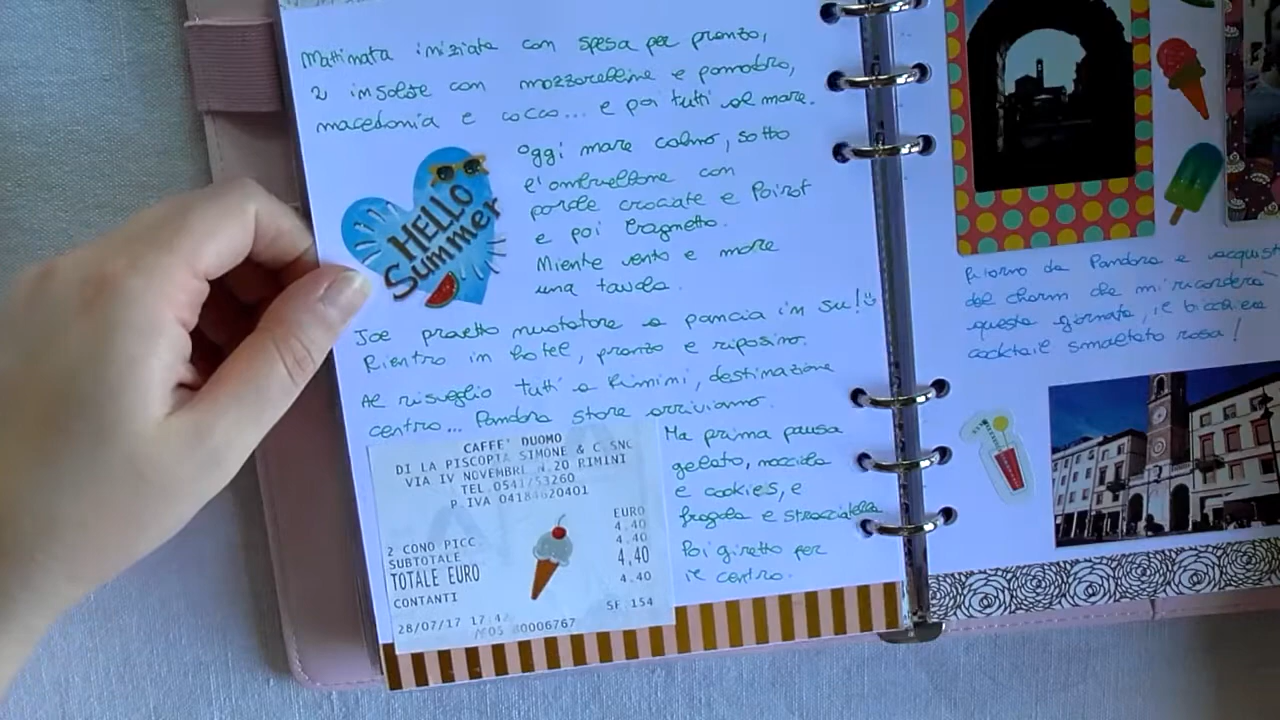 Mattinata iniziata con spesa per pranzo,
2 insalate con mozzarelline e pomodoro,
macedonia e cocco... e poi tutti al mare.
Oggi mare calmo, sotto
l'ombrellone con
parole crociate e Poirot
e poi bagnetto.
Niente vento e mare
una tavola.
HELLO
Summer
Joe provetto nuotatore a pancia in su!
Rientro in hotel, pranzo e riposino.
Al risveglio tutti a Rimini, destinazione
centro... Pandora store arriviamo.
Ma prima pausa
gelato, nocciola
e cookies, e
fragola e stracciatella.
Poi giretto per
il centro.
CAFFE' DUOMO
DI LA PISCOPIA SIMONE & C SNC
VIA IV NOVEMBRE N.20 RIMINI
TEL.0541/53260
P.IVA 04184620401
EURO
2 CONO PICC. 4.40
SUBTOTALE 4.40
TOTALE EURO 4,40
CONTANTI 4.40
28/07/17 17:42 SF 154
80006767
Ritorno da Pandora e acquisto
del charm che mi ricorderà
questa giornata, il bicchiere
cocktail smaltato rosa!